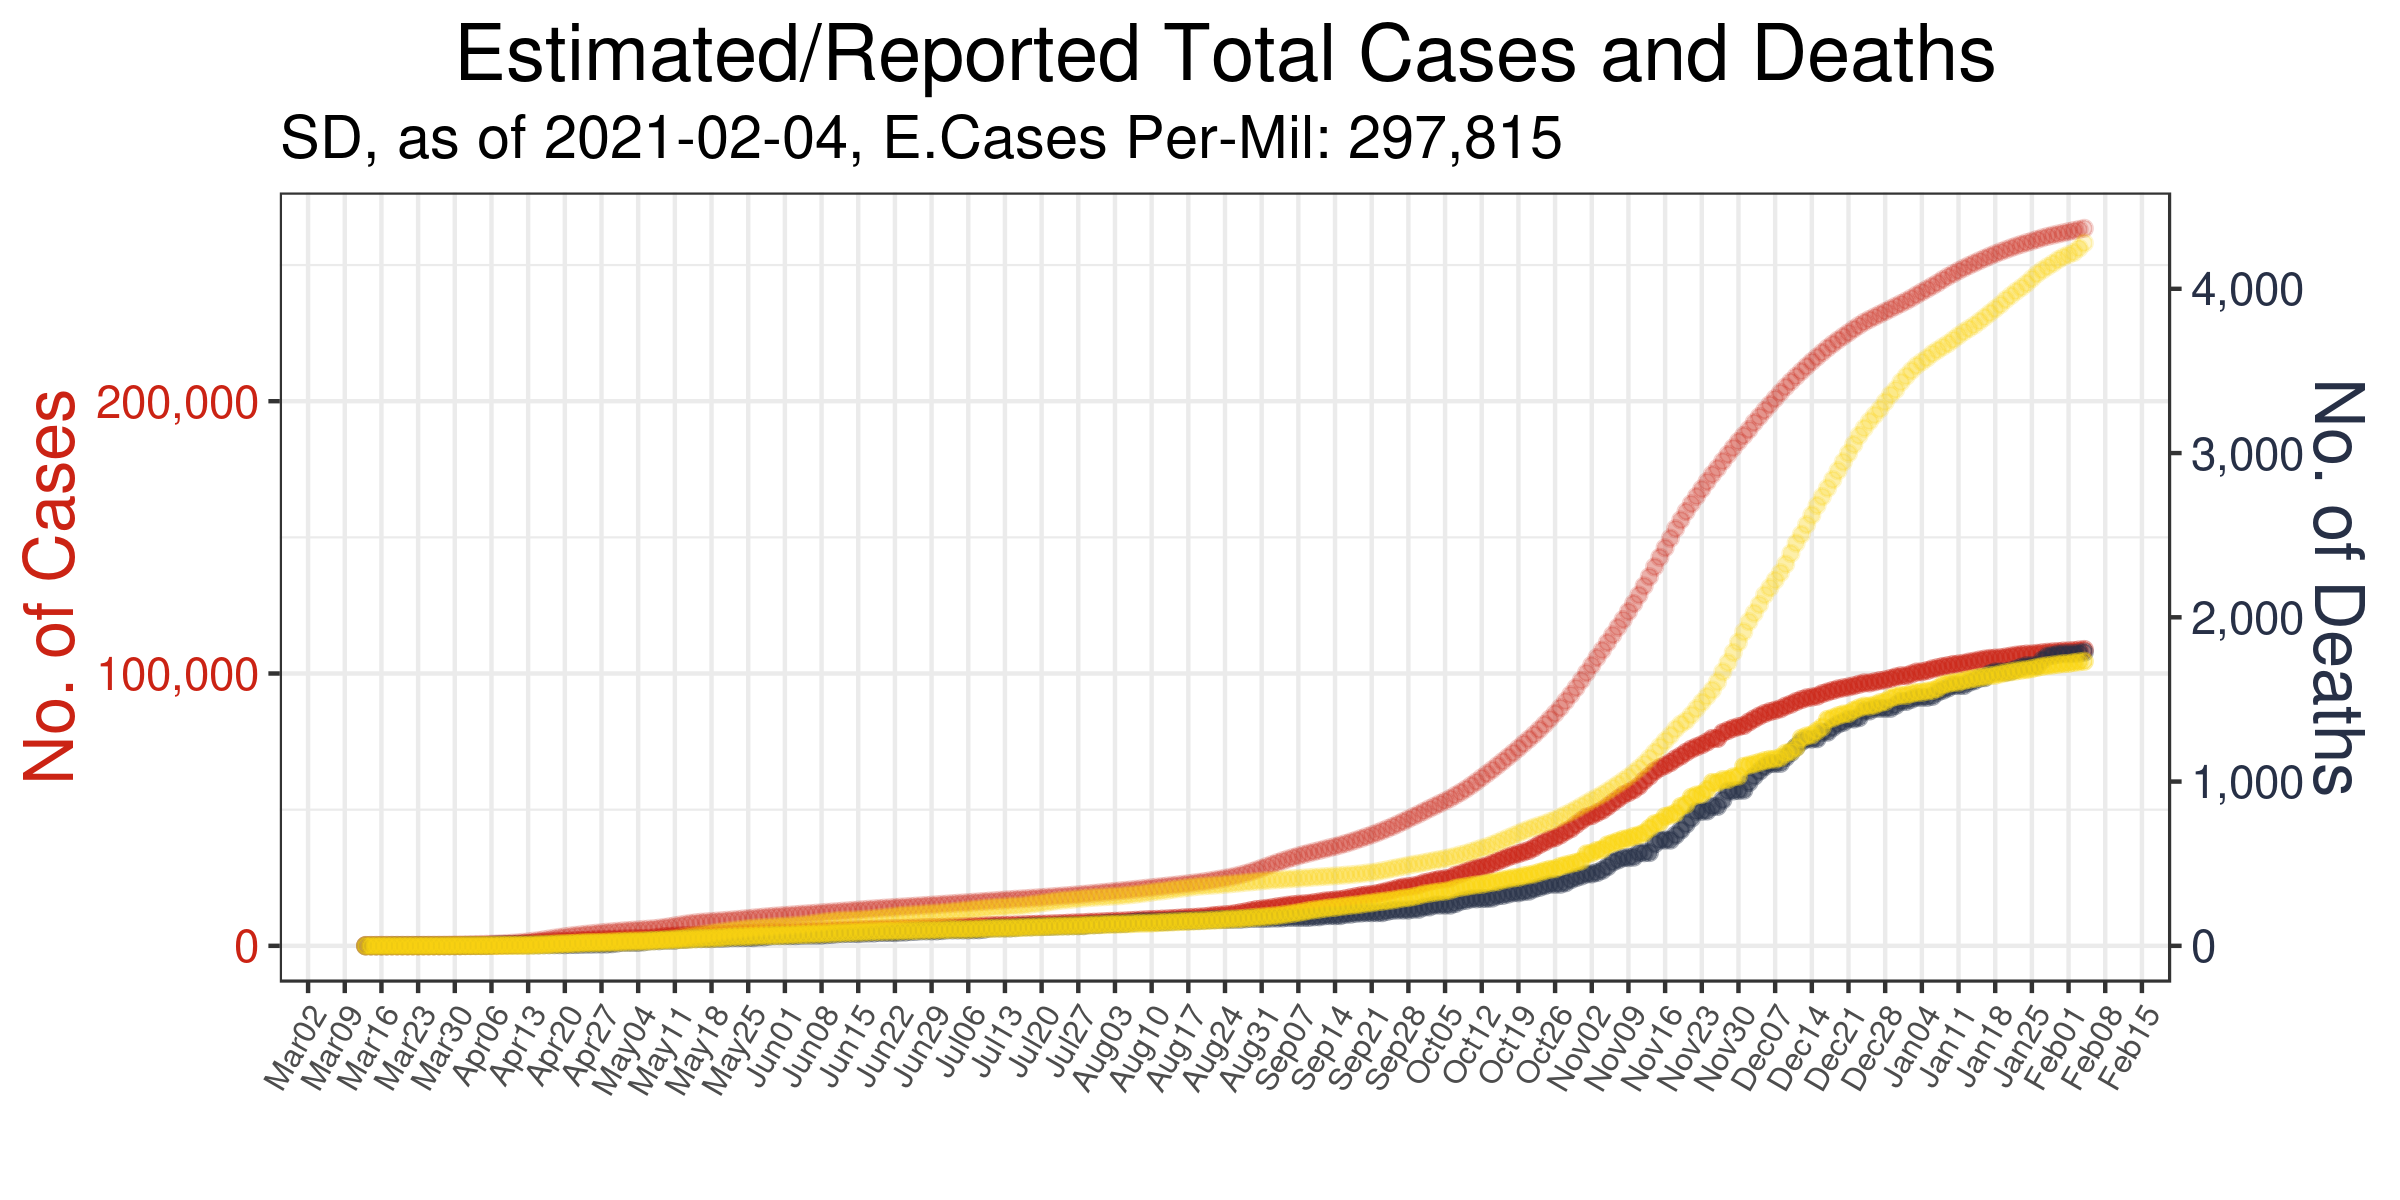 Estimated/Reported Total Cases and Deaths
SD, as of 2021-02-04, E.Cases Per-Mil: 297,815
No. of Cases
200,000
100,000
0
4,000
3,000
2,000
1,000
0
No. of Deaths
Mar02
Mar09
Mar16
Mar23
Mar30
Apr06
Apr13
Apr20
Apr27
May04
May11
May18
May25
Jun01
Jun08
Jun15
Jun22
Jun29
Jul06
Jul13
Jul20
Jul27
Aug03
Aug10
Aug17
Aug24
Aug31
Sep07
Sep14
Sep21
Sep28
Oct05
Oct12
Oct19
Oct26
Nov02
Nov09
Nov16
Nov23
Nov30
Dec07
Dec14
Dec21
Dec28
Jan04
Jan11
Jan18
Jan25
Feb01
Feb08
Feb15